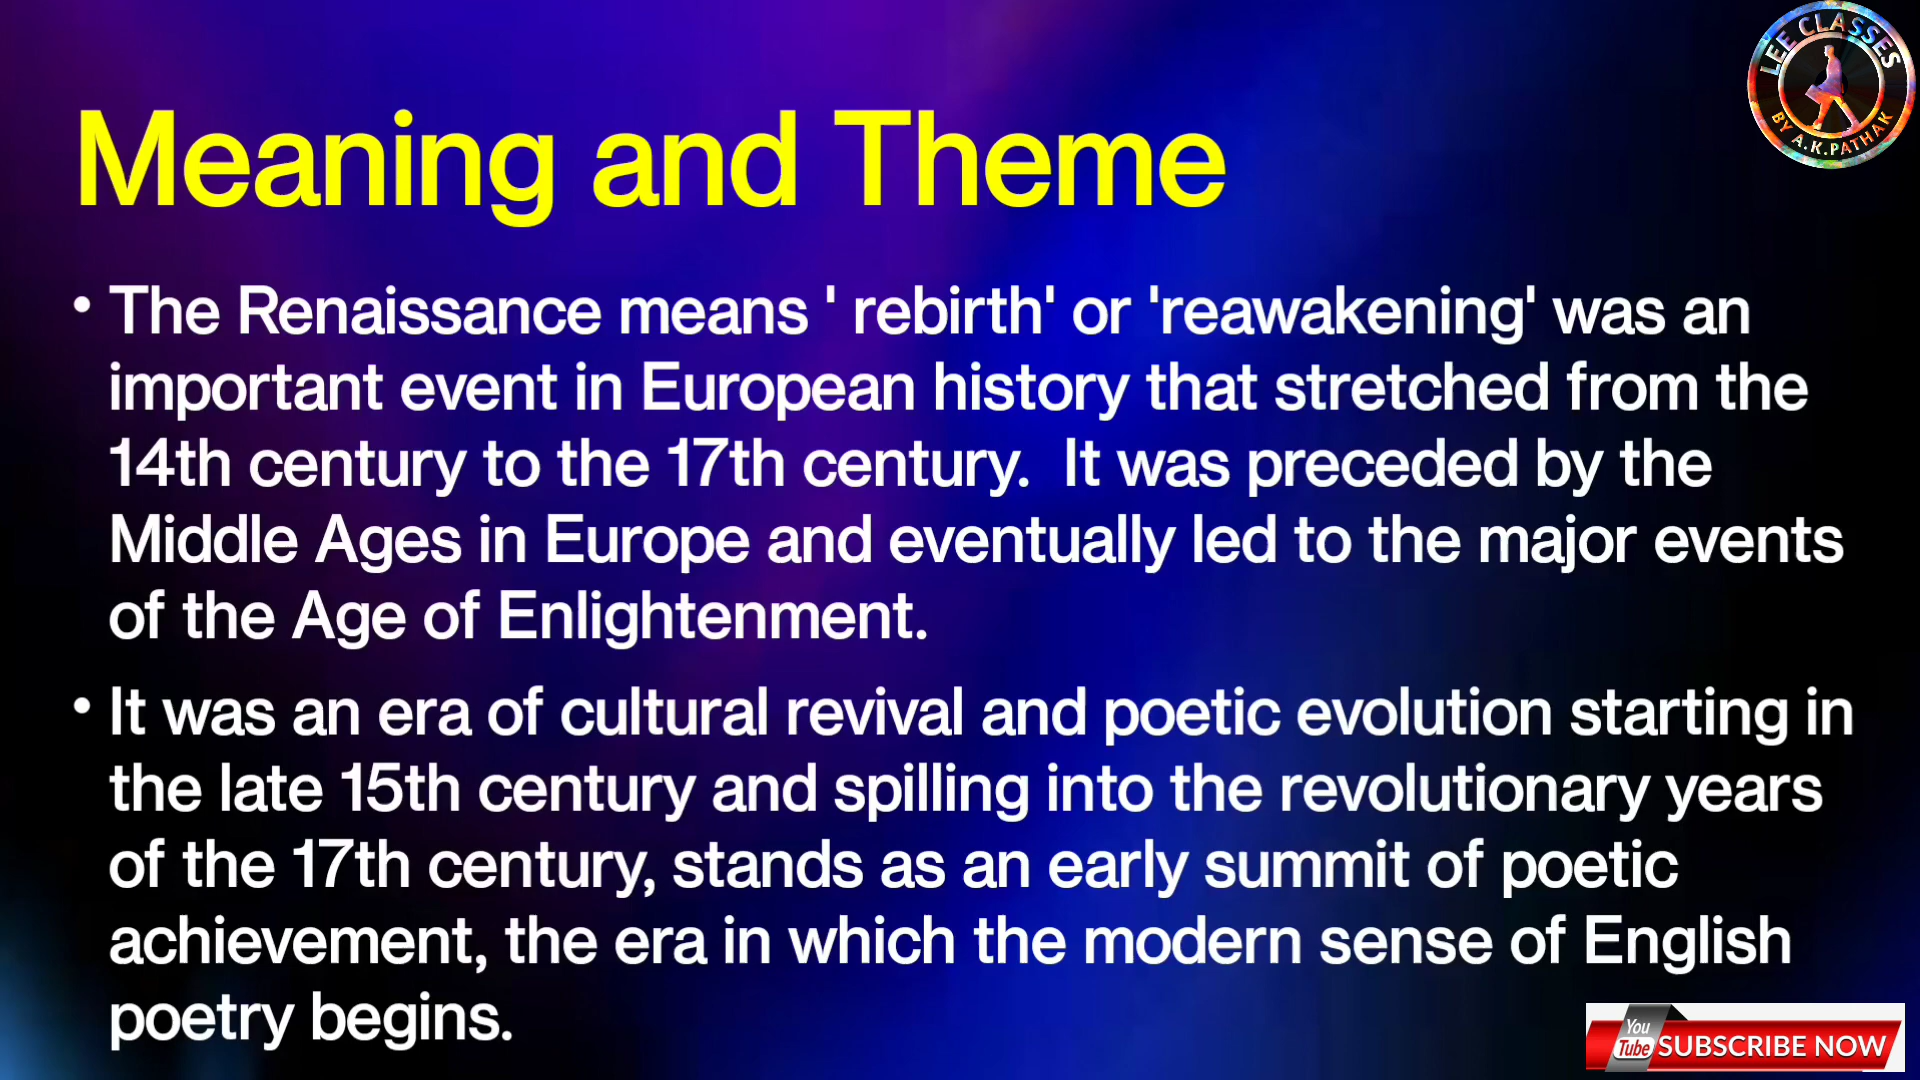 LEE CLASSES
BY A.K.PATHAK
Meaning and Theme
• The Renaissance means ' rebirth' or 'reawakening' was an
important event in European history that stretched from the
14th century to the 17th century.  It was preceded by the
Middle Ages in Europe and eventually led to the major events
of the Age of Enlightenment.
• It was an era of cultural revival and poetic evolution starting in
the late 15th century and spilling into the revolutionary years
of the 17th century, stands as an early summit of poetic
achievement, the era in which the modern sense of English
poetry begins.
You
Tube SUBSCRIBE NOW